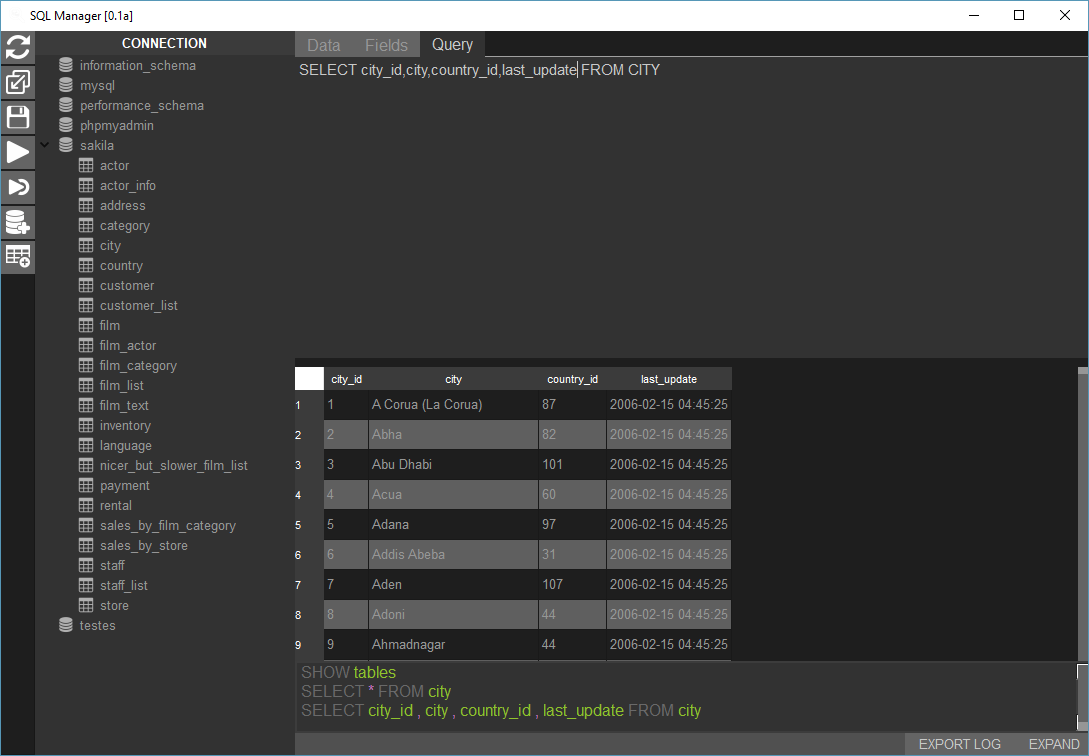 SQL Manager [0.1a]
CONNECTION
information_schema
mysql
performance_schema
phpmyadmin
sakila
actor
actor_info
address
category
city
country
customer
customer_list
film
film_actor
film_category
film_list
film_text
inventory
language
nicer_but_slower_film_list
payment
rental
sales_by_film_category
sales_by_store
staff
staff_list
store
testes
Data Fields Query
SELECT city_id,city,country_id,last_update FROM CITY
city_id city country_id last_update
1 1 A Corua (La Corua) 87 2006-02-15 04:45:25
2 2 Abha 82 2006-02-15 04:45:25
3 3 Abu Dhabi 101 2006-02-15 04:45:25
4 4 Acua 60 2006-02-15 04:45:25
5 5 Adana 97 2006-02-15 04:45:25
6 6 Addis Abeba 31 2006-02-15 04:45:25
7 7 Aden 107 2006-02-15 04:45:25
8 8 Adoni 44 2006-02-15 04:45:25
9 9 Ahmadnagar 44 2006-02-15 04:45:25
SHOW tables
SELECT * FROM city
SELECT city_id , city , country_id , last_update FROM city
EXPORT LOG EXPAND